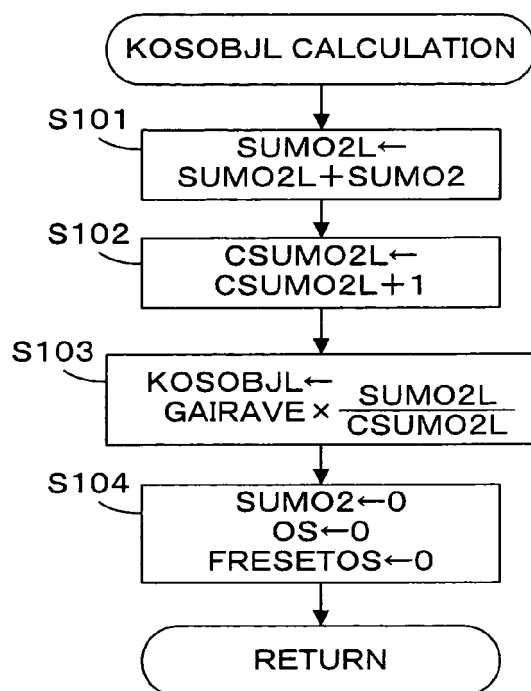 KOSOBJL CALCULATION
S101
SUMO2L←
SUMO2L+SUMO2
S102
CSUMO2L←
CSUMO2L+1
S103
KOSOBJL←
GAIRAVE × SUMO2L
CSUMO2L
S104
SUMO2←0
OS←0
FRESETOS←0
RETURN